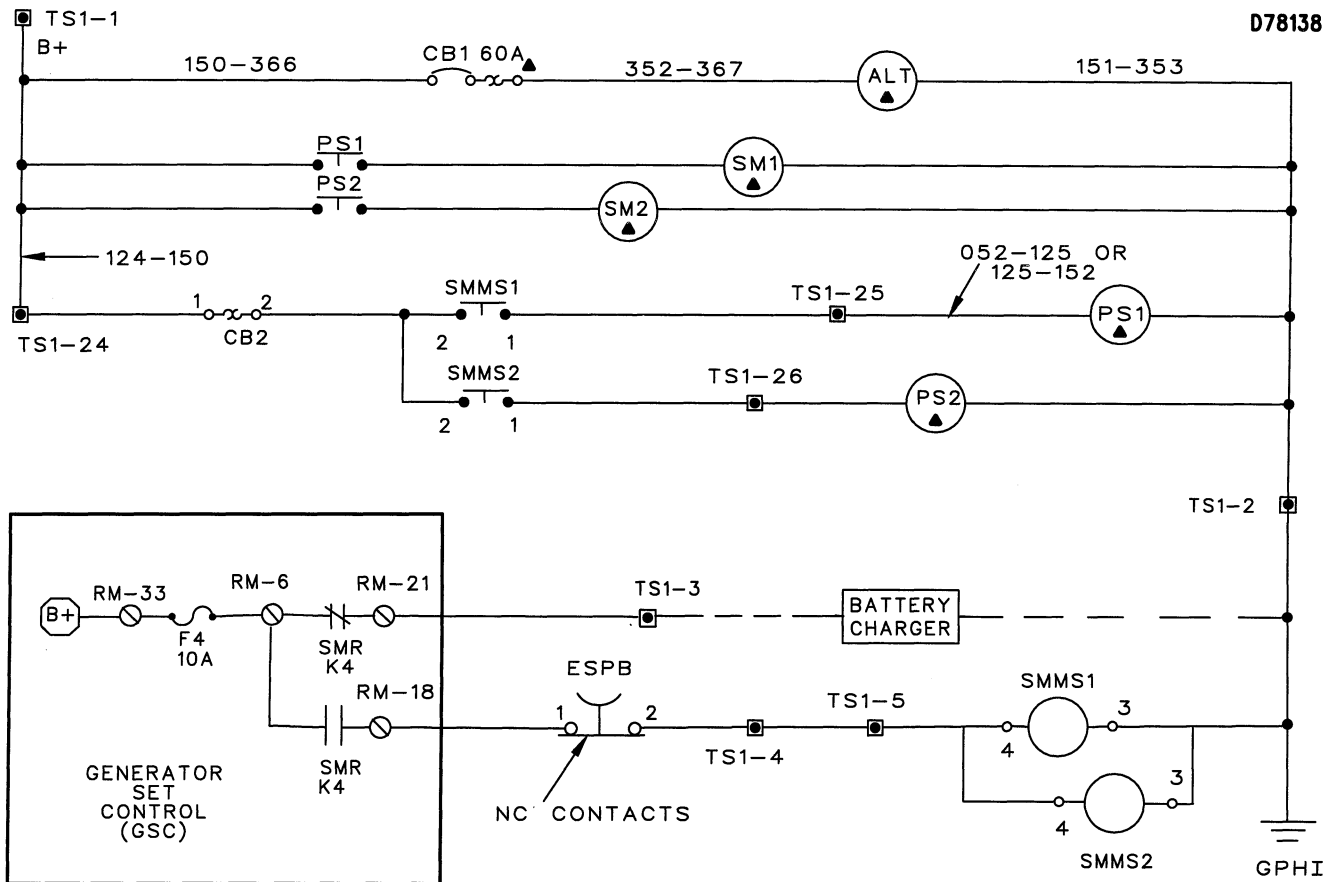 TS1-1
D78138
B+
150-366
CB1 60A
352-367
ALT
151-353
PS1
SM1
PS2
SM2
124-150
052-125 OR
125-152
TS1-24
1
2
CB2
SMMS1
2
1
TS1-25
PS1
SMMS2
2
1
TS1-26
PS2
TS1-2
B+
RM-33
F4
10A
RM-6
SMR
K4
RM-21
TS1-3
BATTERY
CHARGER
SMR
K4
RM-18
ESPB
1
2
NC CONTACTS
TS1-4
TS1-5
SMMS1
4
3
4
3
SMMS2
GENERATOR
SET
CONTROL
(GSC)
GPHI